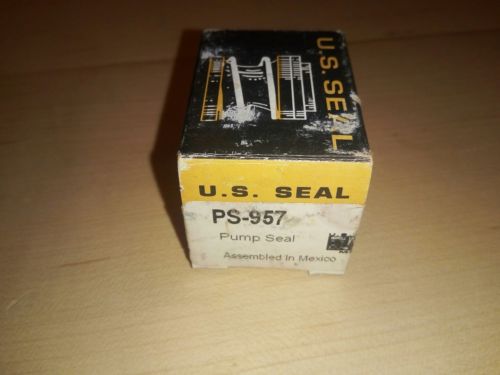 U.S. SEAL
U.S. SEAL
PS-957
Pump Seal
Assembled In Mexico